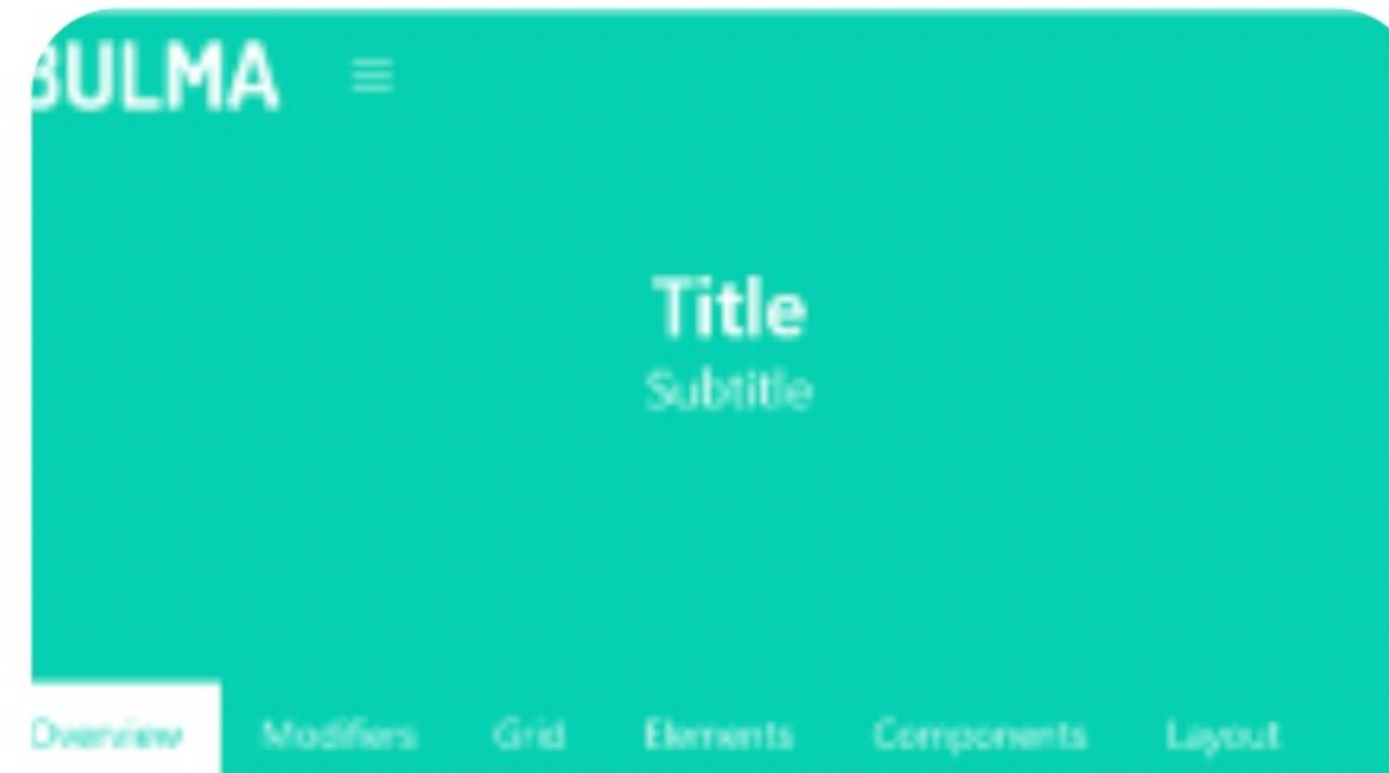 BULMA
Title
Subtitle
Overview Modifiers Grid Elements Components Layout